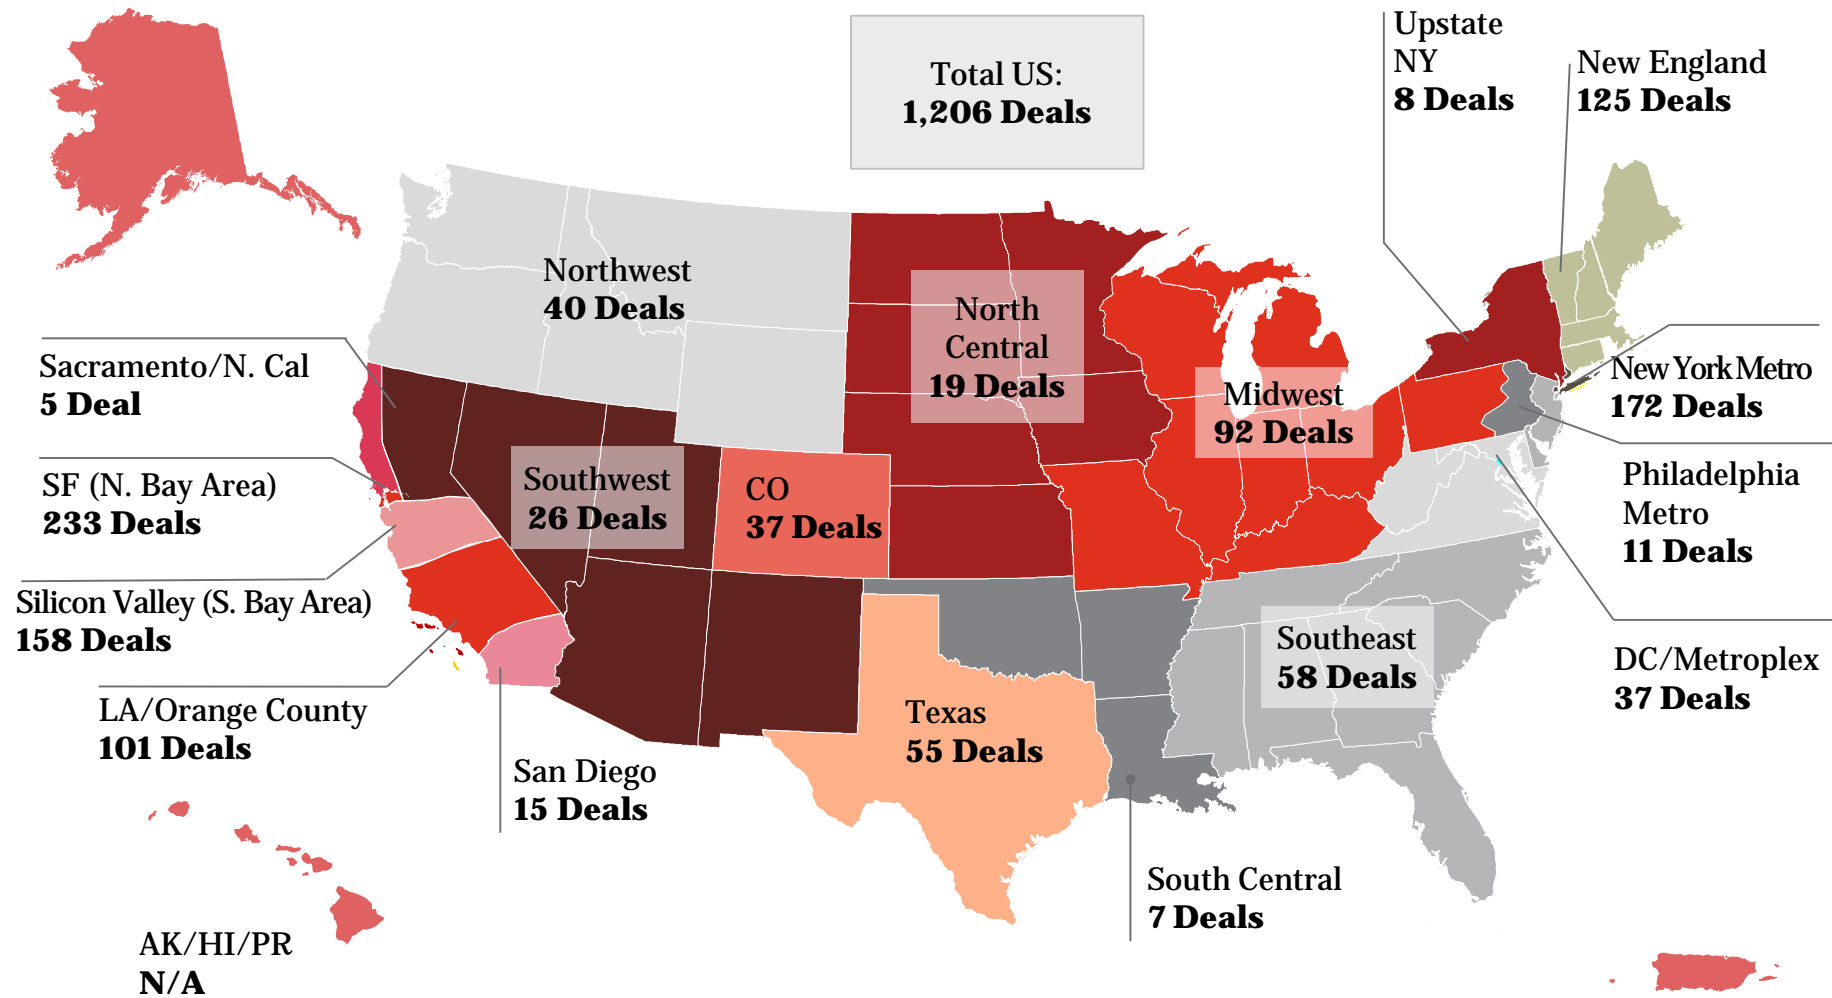 Total US:
1,206 Deals
Upstate
NY
8 Deals
New England
125 Deals
Northwest
40 Deals
North
Central
19 Deals
Sacramento/N. Cal
5 Deal
Midwest
92 Deals
New York Metro
172 Deals
SF (N. Bay Area)
233 Deals
Southwest
26 Deals
CO
37 Deals
Philadelphia
Metro
11 Deals
Silicon Valley (S. Bay Area)
158 Deals
Southeast
58 Deals
DC/Metroplex
37 Deals
LA/Orange County
101 Deals
Texas
55 Deals
San Diego
15 Deals
South Central
7 Deals
AK/HI/PR
N/A